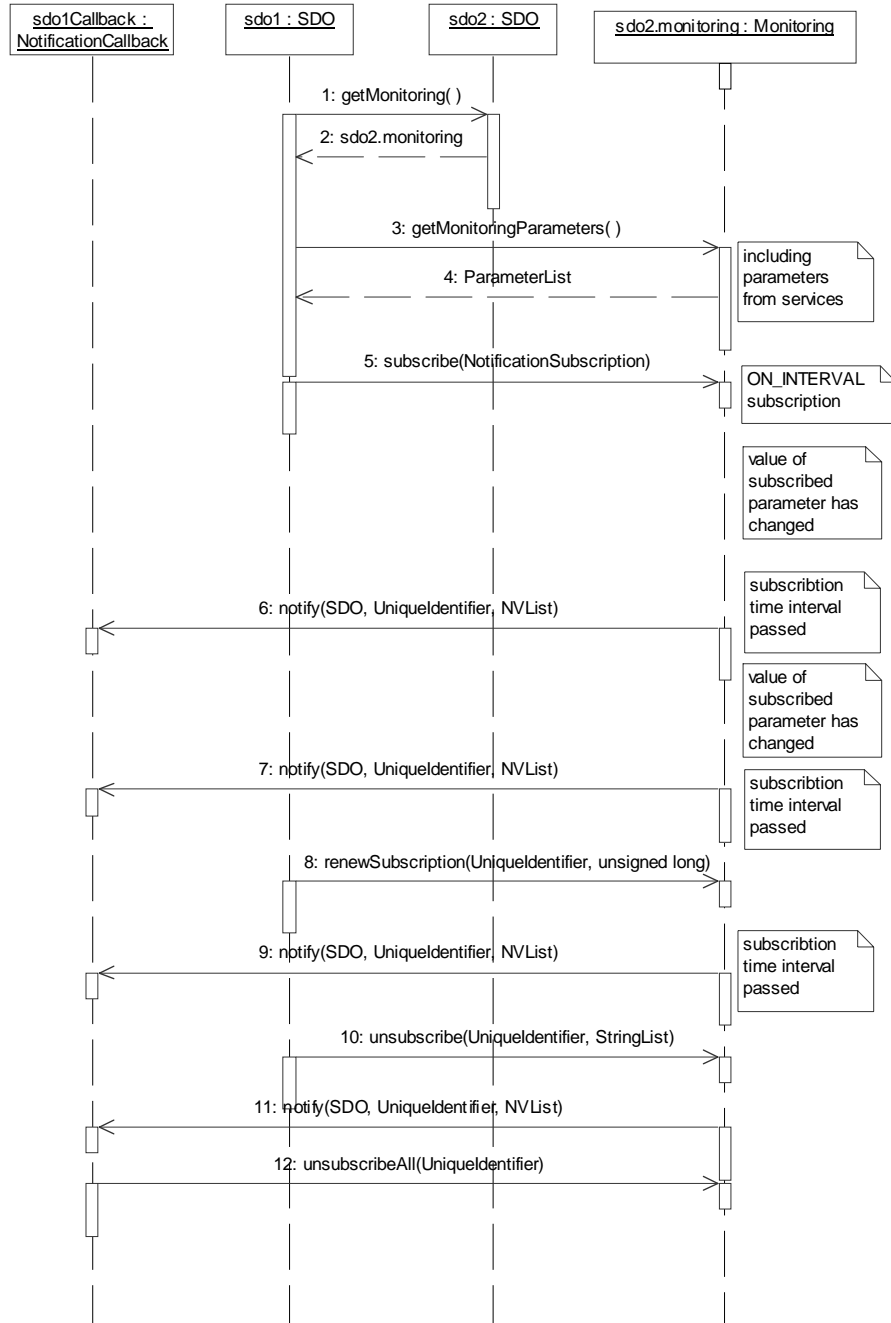 sdo1Callback :
NotificationCallback
sdo1 : SDO
sdo2 : SDO
sdo2.monitoring : Monitoring
1: getMonitoring( )
2: sdo2.monitoring
3: getMonitoringParameters( )
including
parameters
from services
4: ParameterList
5: subscribe(NotificationSubscription)
ON_INTERVAL
subscription
value of
subscribed
parameter has
changed
subscribtion
time interval
passed
6: notify(SDO, UniqueIdentifier, NVList)
value of
subscribed
parameter has
changed
7: notify(SDO, UniqueIdentifier, NVList)
subscribtion
time interval
passed
8: renewSubscription(UniqueIdentifier, unsigned long)
subscribtion
time interval
passed
9: notify(SDO, UniqueIdentifier, NVList)
10: unsubscribe(UniqueIdentifier, StringList)
11: notify(SDO, UniqueIdentifier, NVList)
12: unsubscribeAll(UniqueIdentifier)